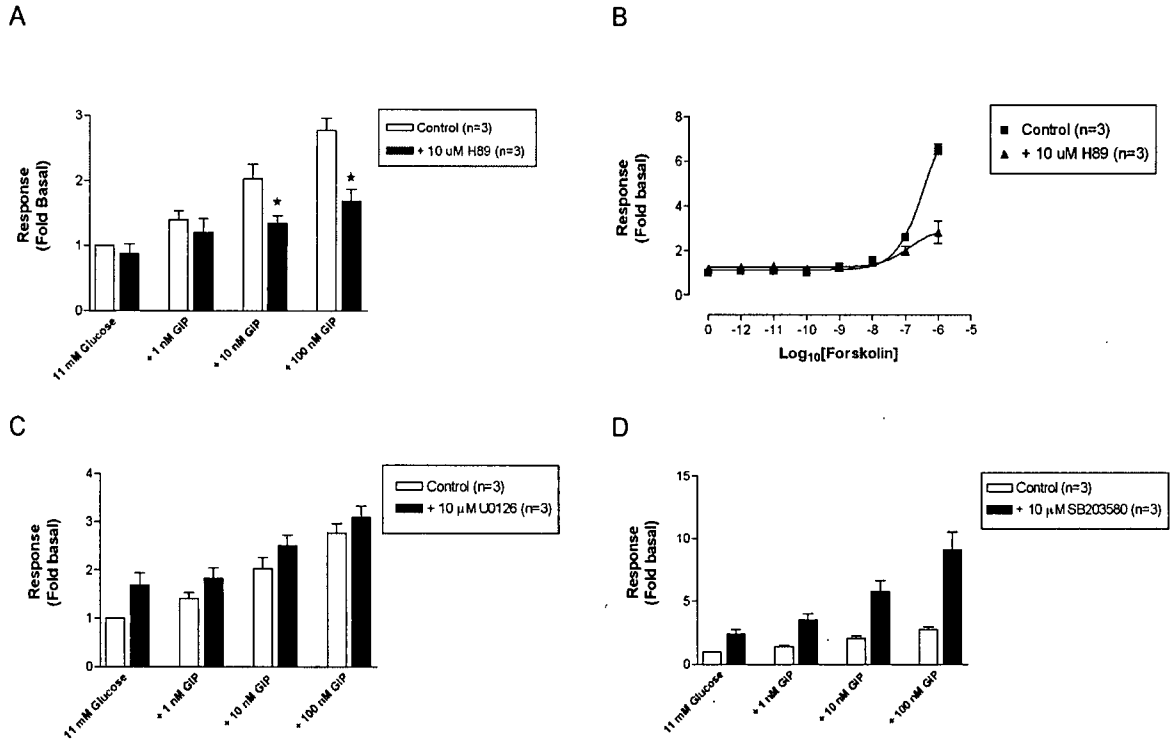 A
Response
(Fold Basal)
3
2
1
0
Control (n=3)
+ 10 uM H89 (n=3)
★
★
11 mM Glucose
+ 1 nM GIP
+ 10 nM GIP
+ 100 nM GIP
B
Response
(Fold basal)
8
6
4
2
0
Control (n=3)
+ 10 uM H89 (n=3)
0 -12 -11 -10 -9 -8 -7 -6 -5
Log10[Forskolin]
C
Response
(Fold basal)
4
3
2
1
0
Control (n=3)
+ 10 µM U0126 (n=3)
11 mM Glucose
+ 1 nM GIP
+ 10 nM GIP
+ 100 nM GIP
D
Response
(Fold basal)
15
10
5
0
Control (n=3)
+ 10 µM SB203580 (n=3)
11 mM Glucose
+ 1 nM GIP
+ 10 nM GIP
+ 100 nM GIP